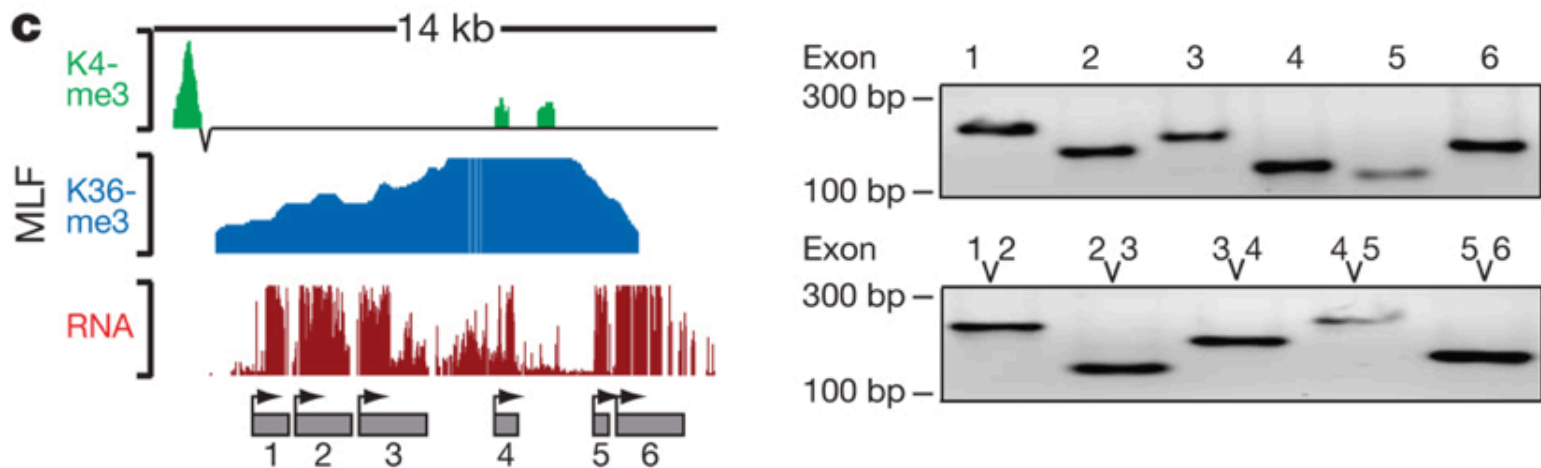 c
14 kb
K4-
me3
MLF
K36-
me3
RNA
1 2 3 4 5 6
Exon 1 2 3 4 5 6
300 bp
100 bp
Exon 1 2 2 3 3 4 4 5 5 6
300 bp
100 bp